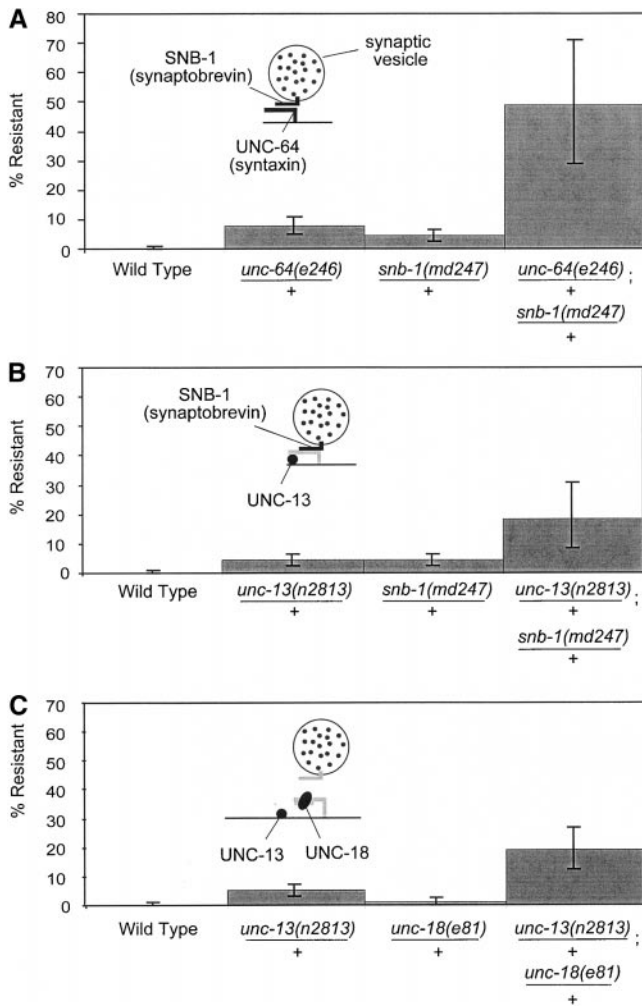 A
80
70
60
50
40
30
20
10
0
% Resistant
SNB-1
(synaptobrevin)
synaptic
vesicle
UNC-64
(syntaxin)
Wild Type
unc-64(e246)
+
snb-1(md247)
+
unc-64(e246) ;
+
snb-1(md247)
+
B
70
60
50
40
30
20
10
0
% Resistant
SNB-1
(synaptobrevin)
UNC-13
Wild Type
unc-13(n2813)
+
snb-1(md247)
+
unc-13(n2813) ;
+
snb-1(md247)
+
C
70
60
50
40
30
20
10
0
% Resistant
UNC-13
UNC-18
Wild Type
unc-13(n2813)
+
unc-18(e81)
+
unc-13(n2813) ;
+
unc-18(e81)
+